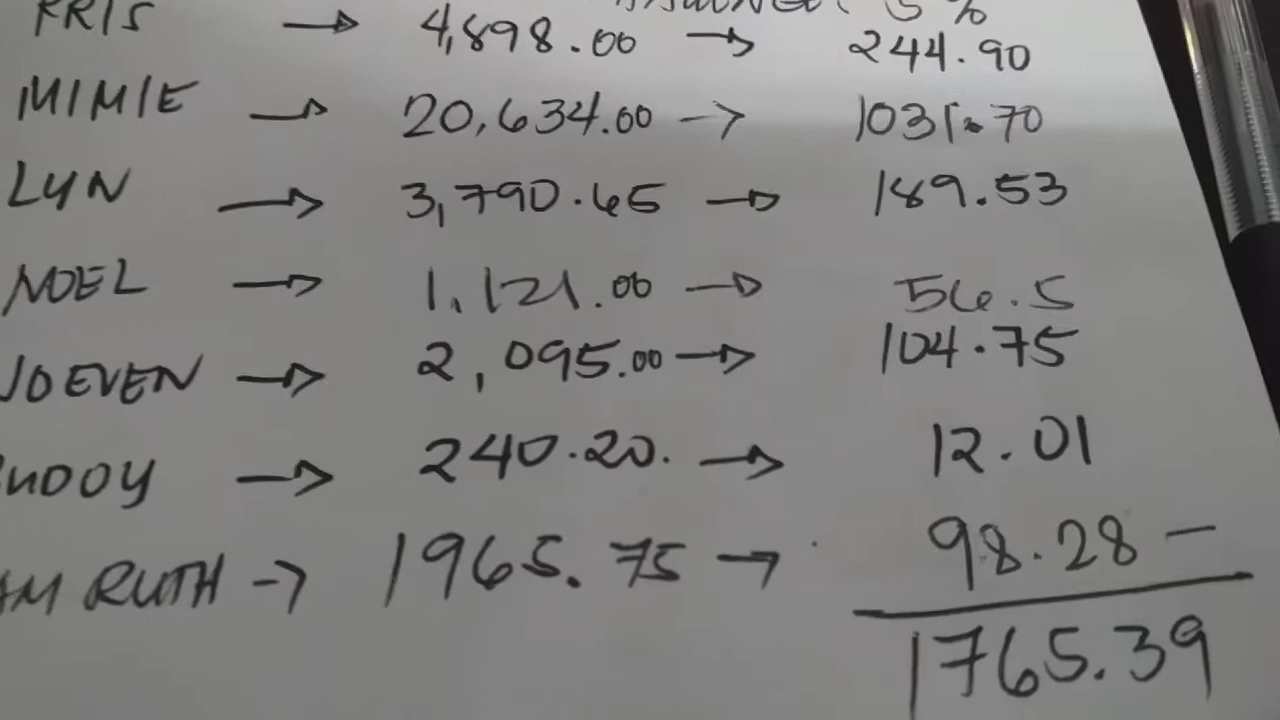 KRIS → 4,898.00 → 244.90
MIMIE → 20,634.00 → 1031.70
LYN → 3,790.65 → 189.53
NOEL → 1,121.00 → 56.5
JOEVEN → 2,095.00 → 104.75
→ 240.20. → 12.01
RUTH → 1965.75 → 98.28 —
1765.39